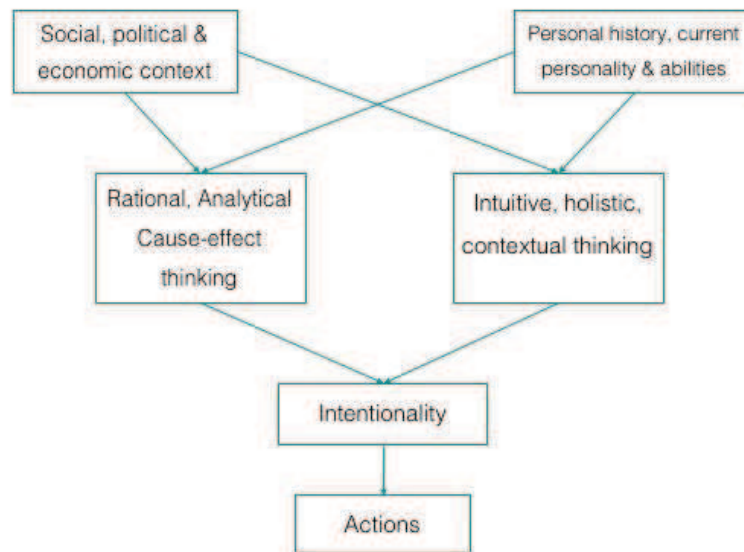 Social, political &
economic context
Personal history, current
personality & abilities
Rational, Analytical
Cause-effect
thinking
Intuitive, holistic,
contextual thinking
Intentionality
Actions